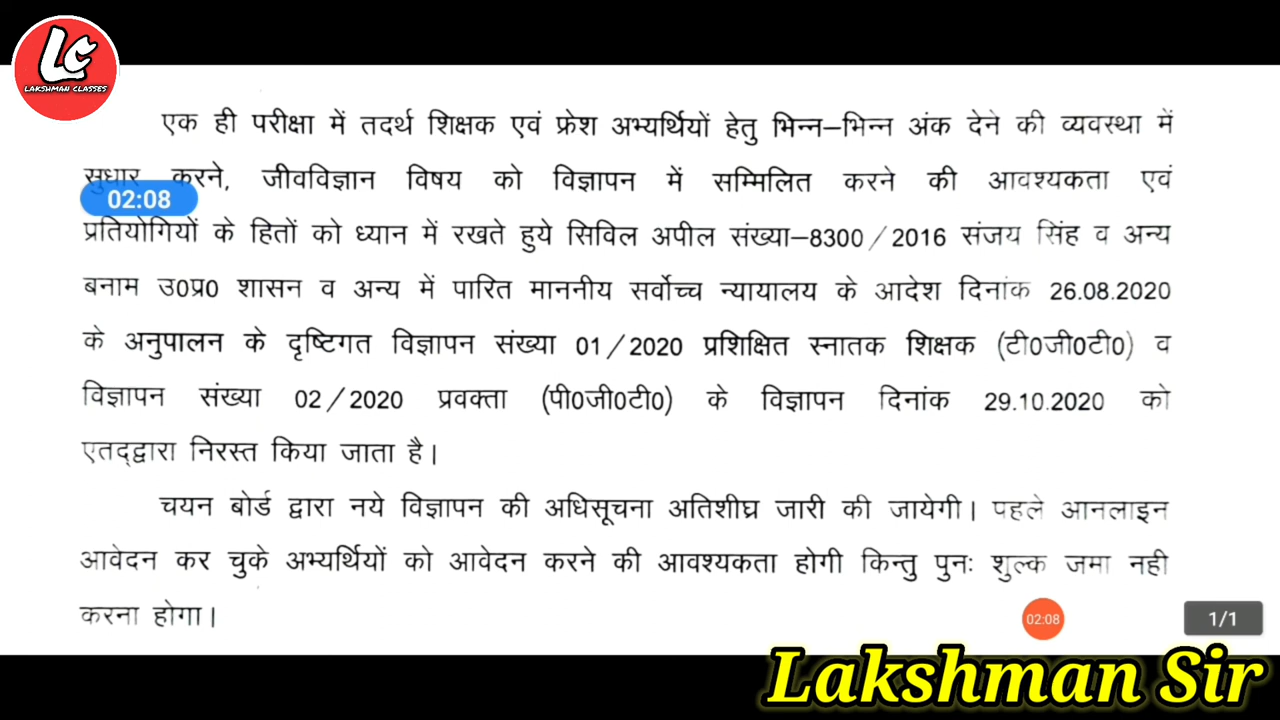 LC
LAKSHMAN CLASSES
एक ही परीक्षा में तदर्थ शिक्षक एवं फ्रेश अभ्यर्थियों हेतु भिन्न–भिन्न अंक देने की व्यवस्था में
सुधार करने, जीवविज्ञान विषय को विज्ञापन में सम्मिलित करने की आवश्यकता एवं
02:08
प्रतियोगियों के हितों को ध्यान में रखते हुये सिविल अपील संख्या–8300/2016 संजय सिंह व अन्य
बनाम उ0प्र0 शासन व अन्य में पारित माननीय सर्वोच्च न्यायालय के आदेश दिनांक 26.08.2020
के अनुपालन के दृष्टिगत विज्ञापन संख्या 01/2020 प्रशिक्षित स्नातक शिक्षक (टी0जी0टी0) व
विज्ञापन संख्या 02/2020 प्रवक्ता (पी0जी0टी0) के विज्ञापन दिनांक 29.10.2020 को
एतद्द्वारा निरस्त किया जाता है।
चयन बोर्ड द्वारा नये विज्ञापन की अधिसूचना अतिशीघ्र जारी की जायेगी। पहले आनलाइन
आवेदन कर चुके अभ्यर्थियों को आवेदन करने की आवश्यकता होगी किन्तु पुनः शुल्क जमा नही
करना होगा।
02:08
1/1
Lakshman Sir